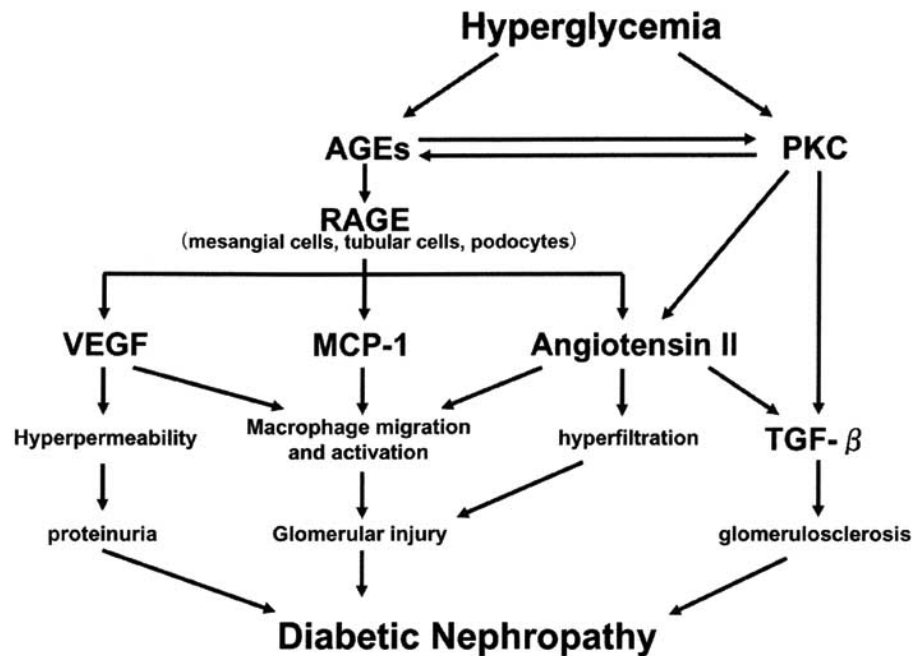 Hyperglycemia
AGEs
PKC
RAGE
(mesangial cells, tubular cells, podocytes)
VEGF
MCP-1
Angiotensin II
Hyperpermeability
Macrophage migration
and activation
hyperfiltration
TGF- β
proteinuria
Glomerular injury
glomerulosclerosis
Diabetic Nephropathy